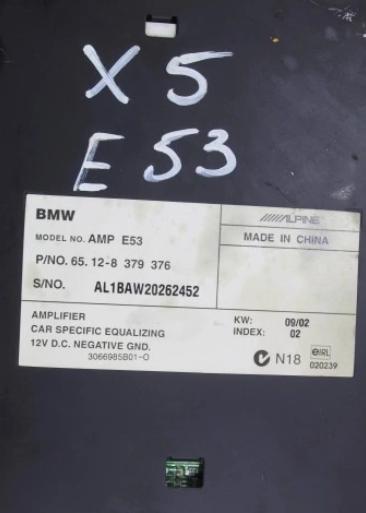 X5
E53
BMW
//////ALPINE
MODEL NO. AMP E53
MADE IN CHINA
P/NO. 65. 12-8 379 376
S/NO. AL1BAW20262452
AMPLIFIER
CAR SPECIFIC EQUALIZING
12V D.C. NEGATIVE GND.
3066985B01-O
KW: 09/02
INDEX: 02
N18
eIRL
020239